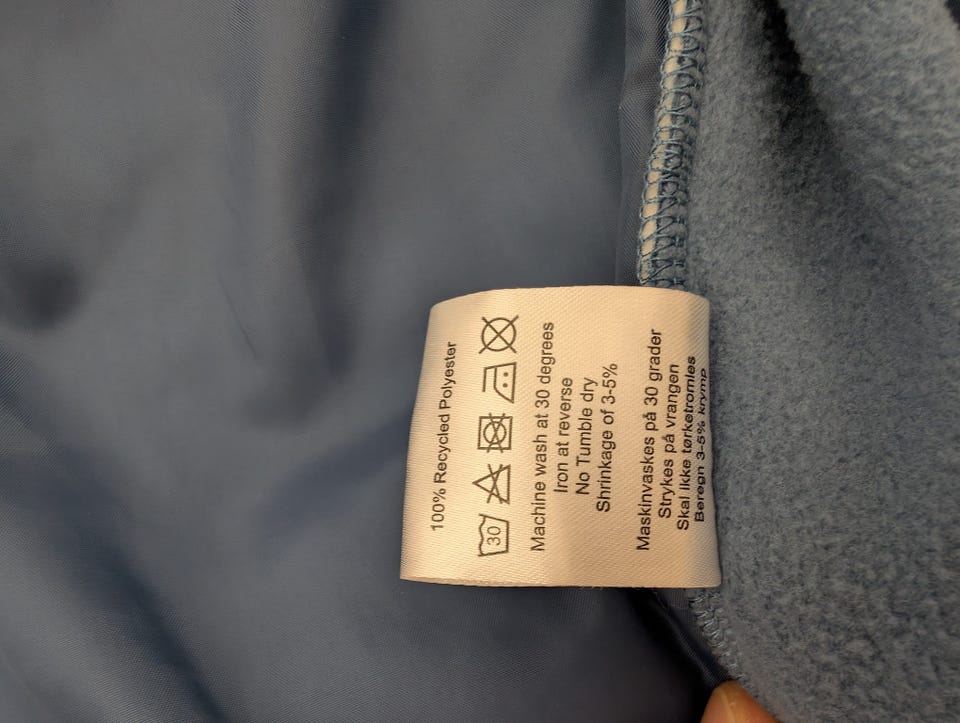 100% Recycled Polyester
30
Machine wash at 30 degrees
Iron at reverse
No Tumble dry
Shrinkage of 3-5%
Maskinvaskes på 30 grader
Strykes på vrangen
Skal ikke tørketromles
Beregn 3-5% krymp